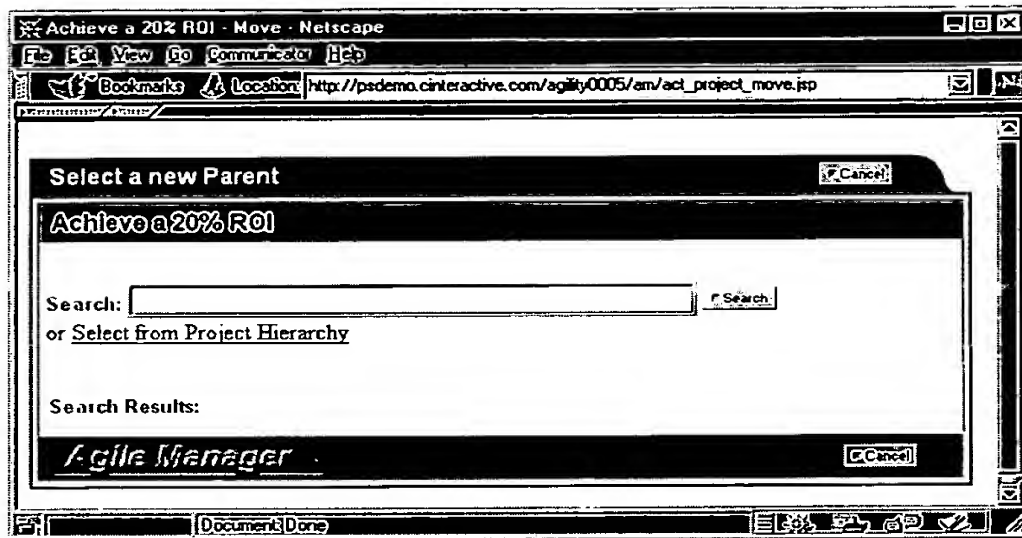 Achieve a 20% ROI - Move - Netscape
File Edit View Go Communicator Help
Bookmarks Location: http://psdemo.cinteractive.com/agility0005/am/act_project_move.jsp
Select a new Parent Cancel
Achieve a 20% ROI
Search: Search
or Select from Project Hierarchy
Search Results:
Agile Manager Cancel
Document: Done